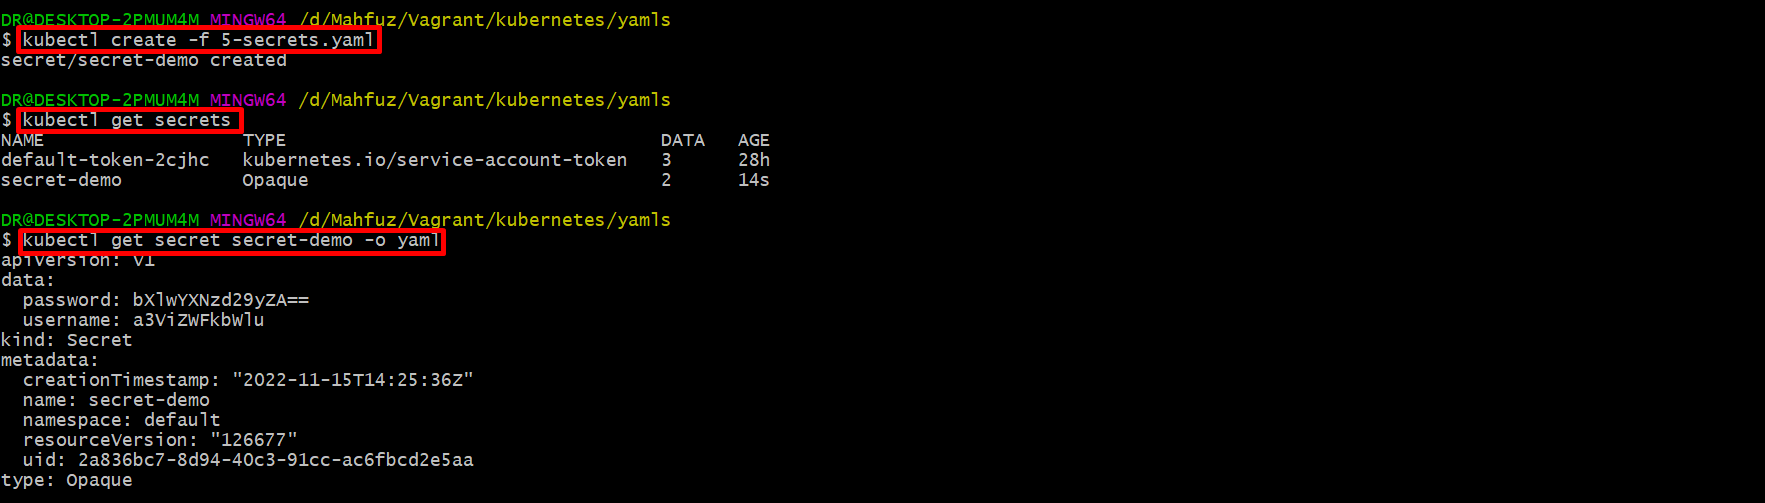 DR@DESKTOP-2PMUM4M MINGW64 /d/Mahfuz/Vagrant/kubernetes/yamls
$ kubectl create -f 5-secrets.yaml
secret/secret-demo created
DR@DESKTOP-2PMUM4M MINGW64 /d/Mahfuz/Vagrant/kubernetes/yamls
$ kubectl get secrets
NAME TYPE DATA AGE
default-token-2cjhc kubernetes.io/service-account-token 3 28h
secret-demo Opaque 2 14s
DR@DESKTOP-2PMUM4M MINGW64 /d/Mahfuz/Vagrant/kubernetes/yamls
$ kubectl get secret secret-demo -o yaml
apiVersion: v1
data:
  password: bXlwYXNzd29yZA==
  username: a3ViZWFkbWlu
kind: Secret
metadata:
  creationTimestamp: "2022-11-15T14:25:36Z"
  name: secret-demo
  namespace: default
  resourceVersion: "126677"
  uid: 2a836bc7-8d94-40c3-91cc-ac6fbcd2e5aa
type: Opaque